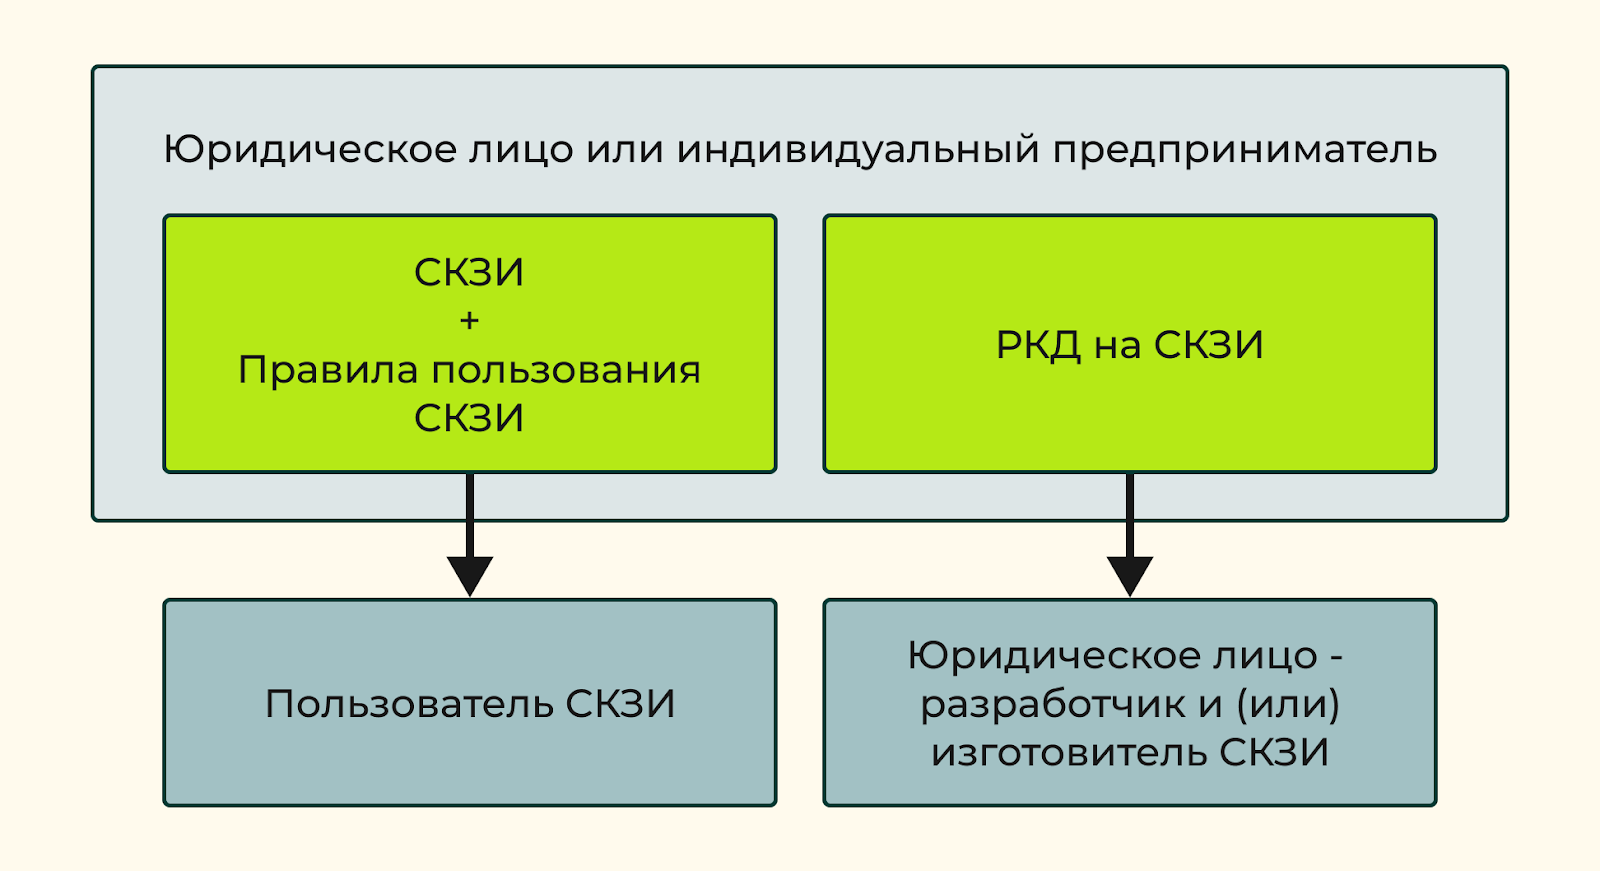 Юридическое лицо или индивидуальный предприниматель
СКЗИ
+
Правила пользования
СКЗИ
РКД на СКЗИ
Пользователь СКЗИ
Юридическое лицо -
разработчик и (или)
изготовитель СКЗИ